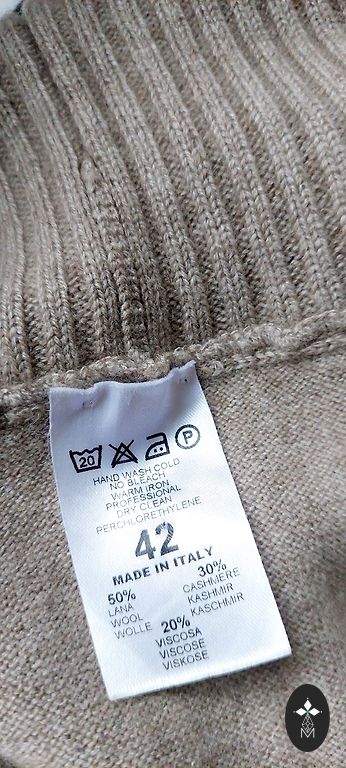 20 P
HAND WASH COLD
NO BLEACH
WARM IRON
PROFESSIONAL
DRY CLEAN
PERCHLORETHYLENE
42
MADE IN ITALY
50%
LANA
WOOL
WOLLE
30%
CASHMERE
KASHMIR
KASCHMIR
20%
VISCOSA
VISCOSE
VISKOSE
M